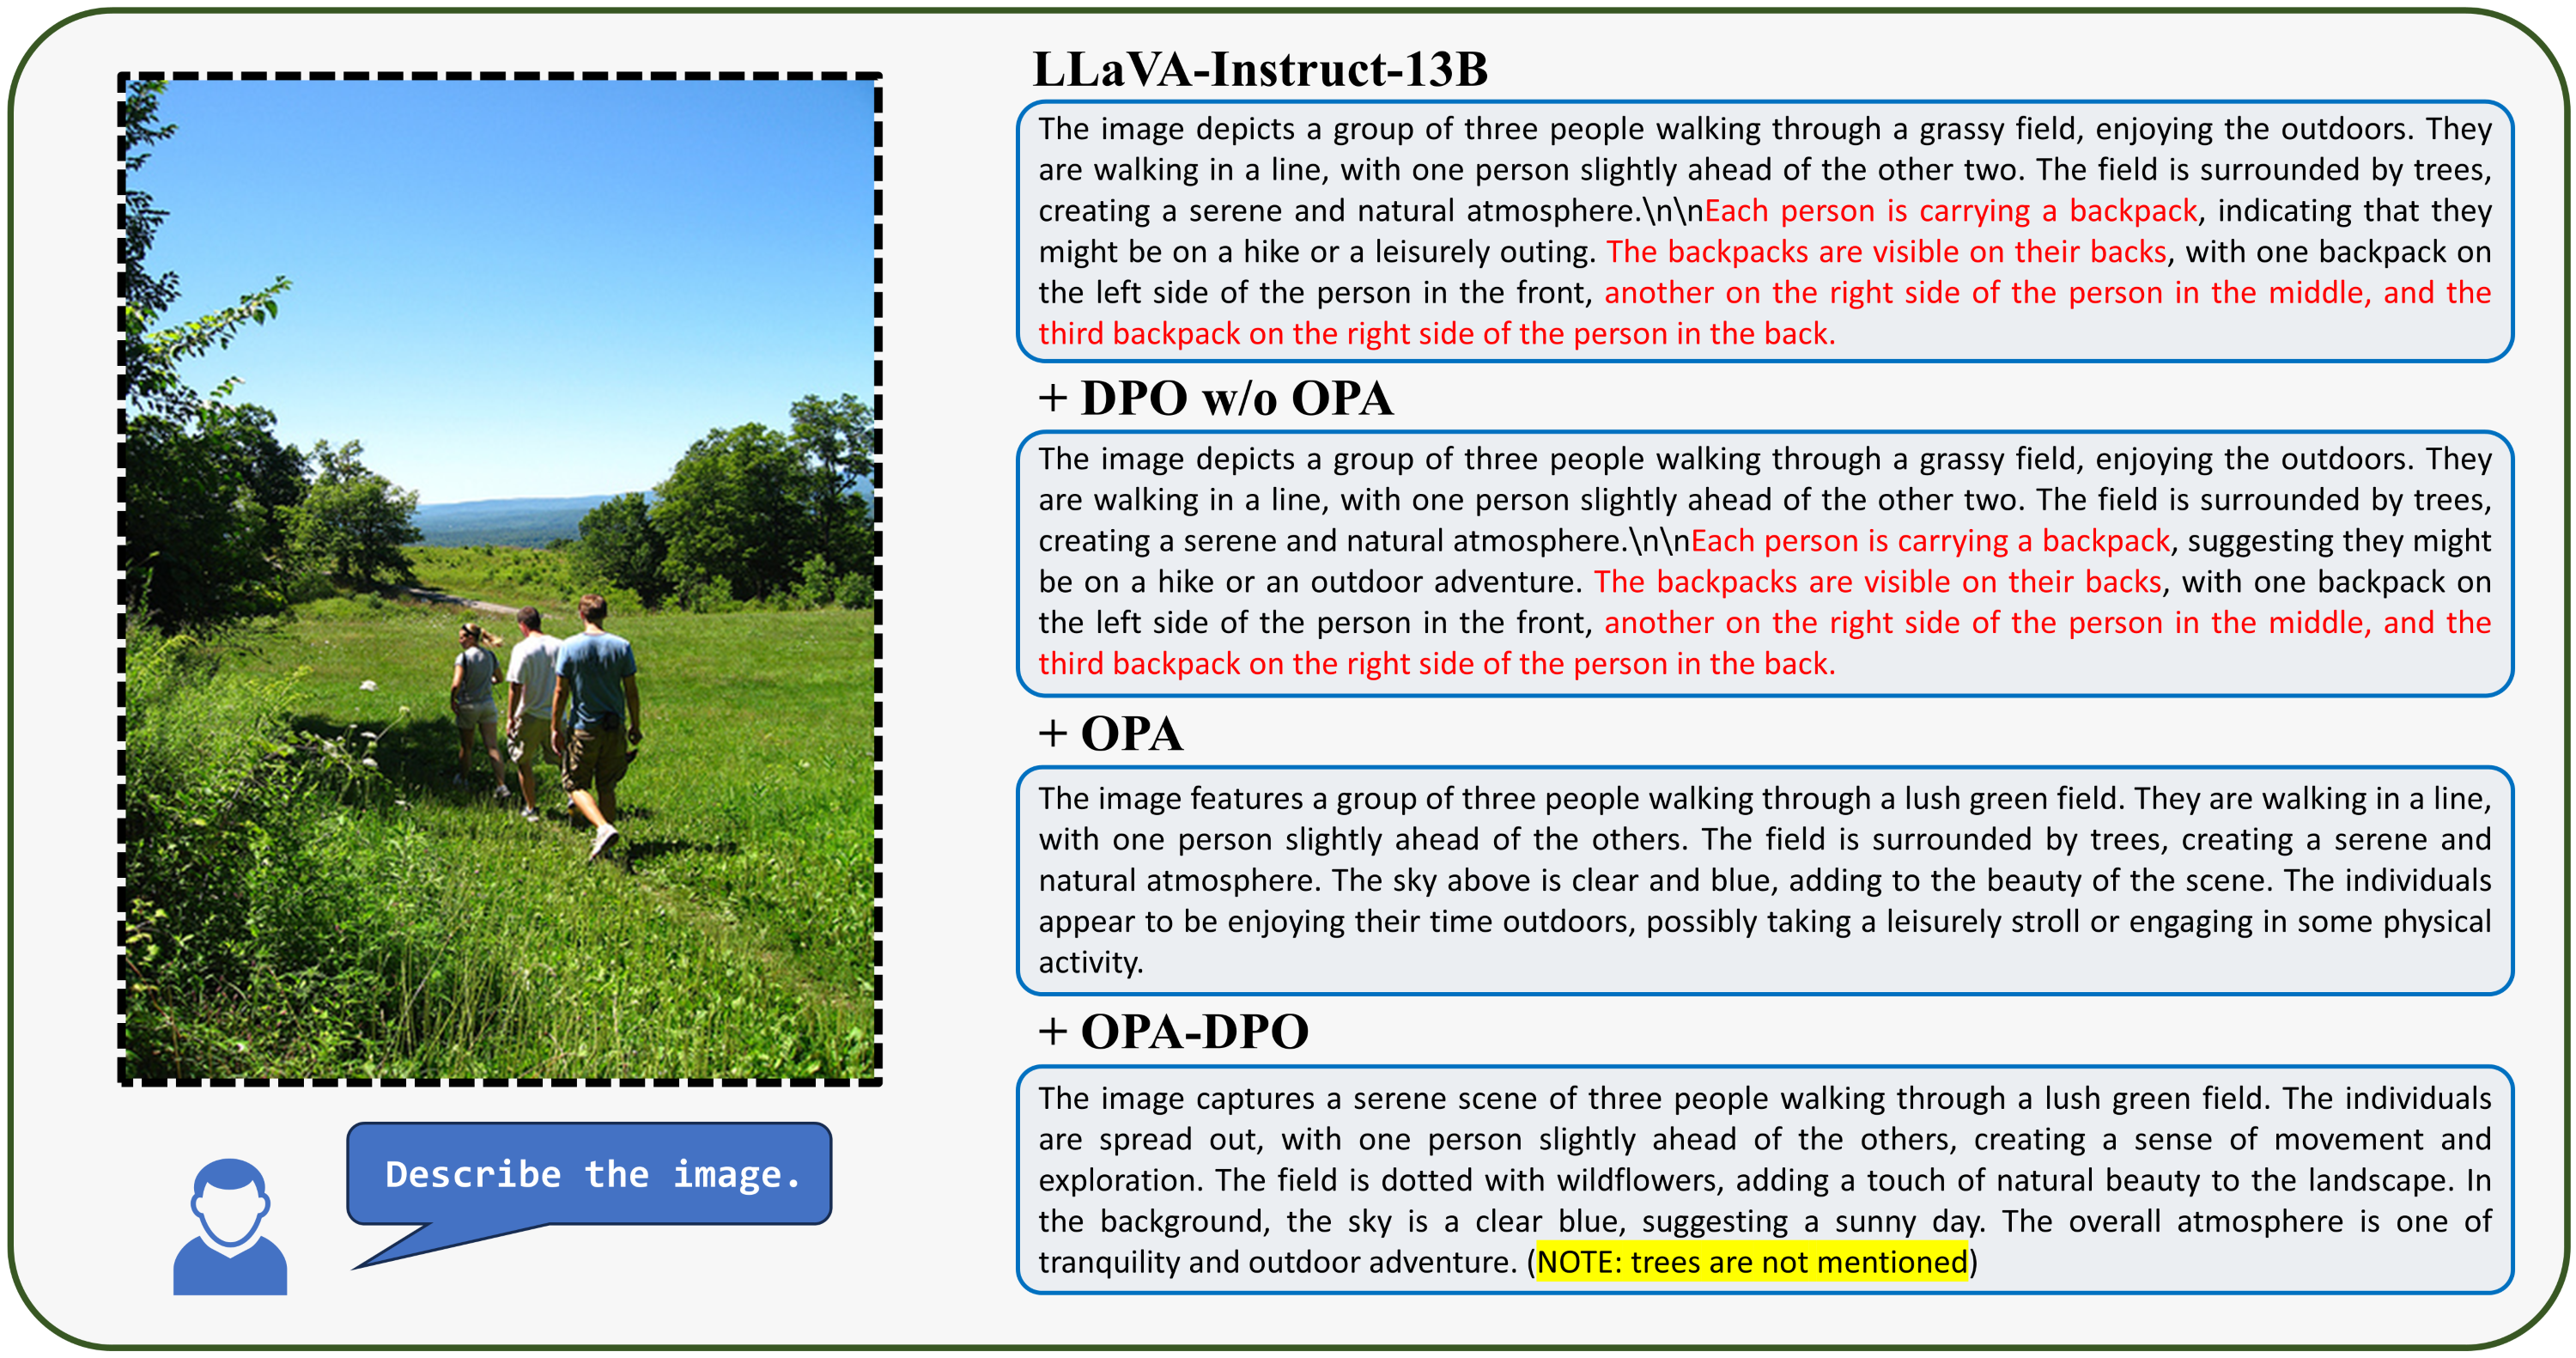 LLaVA-Instruct-13B
The image depicts a group of three people walking through a grassy field, enjoying the outdoors. They
are walking in a line, with one person slightly ahead of the other two. The field is surrounded by trees,
creating a serene and natural atmosphere.\n\nEach person is carrying a backpack, indicating that they
might be on a hike or a leisurely outing. The backpacks are visible on their backs, with one backpack on
the left side of the person in the front, another on the right side of the person in the middle, and the
third backpack on the right side of the person in the back.
+ DPO w/o OPA
The image depicts a group of three people walking through a grassy field, enjoying the outdoors. They
are walking in a line, with one person slightly ahead of the other two. The field is surrounded by trees,
creating a serene and natural atmosphere.\n\nEach person is carrying a backpack, suggesting they might
be on a hike or an outdoor adventure. The backpacks are visible on their backs, with one backpack on
the left side of the person in the front, another on the right side of the person in the middle, and the
third backpack on the right side of the person in the back.
+ OPA
The image features a group of three people walking through a lush green field. They are walking in a line,
with one person slightly ahead of the others. The field is surrounded by trees, creating a serene and
natural atmosphere. The sky above is clear and blue, adding to the beauty of the scene. The individuals
appear to be enjoying their time outdoors, possibly taking a leisurely stroll or engaging in some physical
activity.
+ OPA-DPO
The image captures a serene scene of three people walking through a lush green field. The individuals
are spread out, with one person slightly ahead of the others, creating a sense of movement and
exploration. The field is dotted with wildflowers, adding a touch of natural beauty to the landscape. In
the background, the sky is a clear blue, suggesting a sunny day. The overall atmosphere is one of
tranquility and outdoor adventure. (NOTE: trees are not mentioned)
Describe the image.